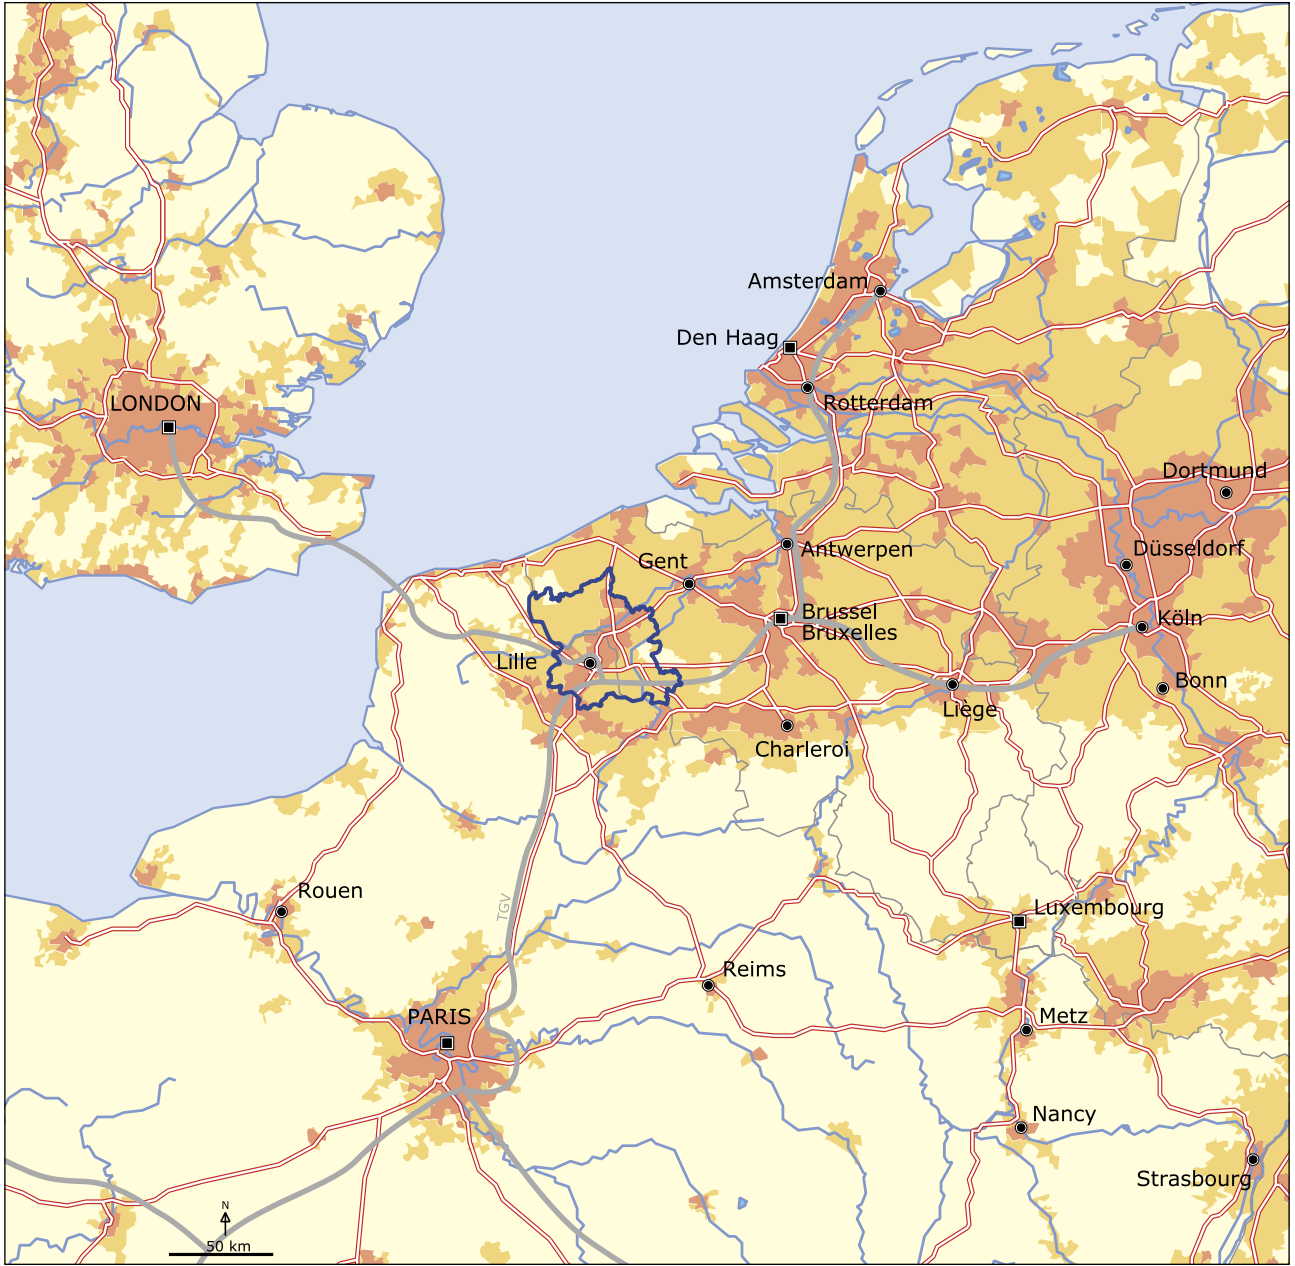 Amsterdam
Den Haag
LONDON
Rotterdam
Dortmund
Antwerpen
Düsseldorf
Gent
Brussel
Bruxelles
Köln
Lille
Bonn
Liège
Charleroi
Rouen
TGV
Luxembourg
Reims
PARIS
Metz
Nancy
Strasbourg
N
50 km